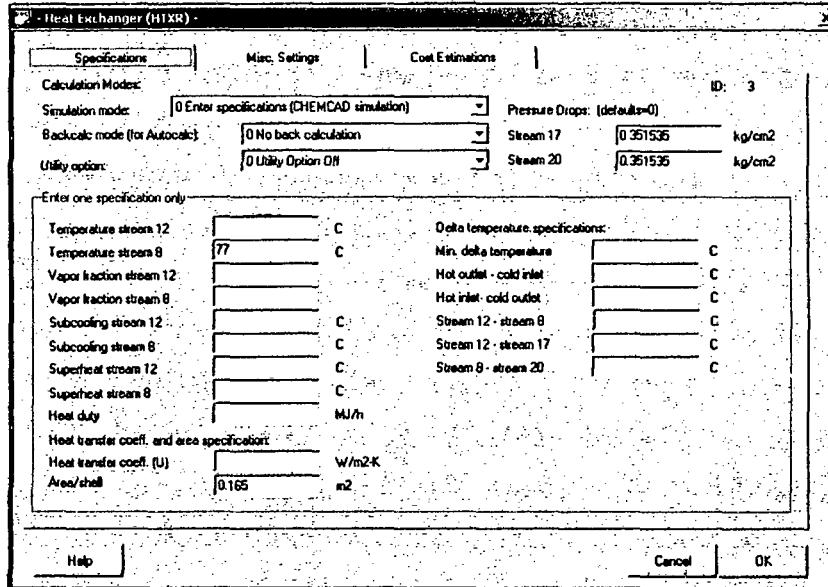 - Heat Exchanger (HTXR) -
Specifications
Misc. Settings
Cost Estimations
Calculation Modes:
ID: 3
Simulation mode: 0 Enter specifications (CHEMCAD simulation)
Backcalc mode (for Autocalc): 0 No back calculation
Utility option: 0 Utility Option Off
Pressure Drops: (defaults=0)
Stream 17 0.351535 kg/cm2
Stream 20 0.351535 kg/cm2
Enter one specification only
Temperature stream 12 C
Temperature stream 8 77 C
Vapor fraction stream 12
Vapor fraction stream 8
Subcooling stream 12 C
Subcooling stream 8 C
Superheat stream 12 C
Superheat stream 8 C
Heat duty MJ/h
Heat transfer coeff. and area specification:
Heat transfer coeff. (U) W/m2-K
Area/shell 0.165 m2
Delta temperature specifications:
Min. delta temperature C
Hot outlet - cold inlet C
Hot inlet- cold outlet C
Stream 12 - stream 8 C
Stream 12 - stream 17 C
Stream 8 - stream 20 C
Help
Cancel
OK